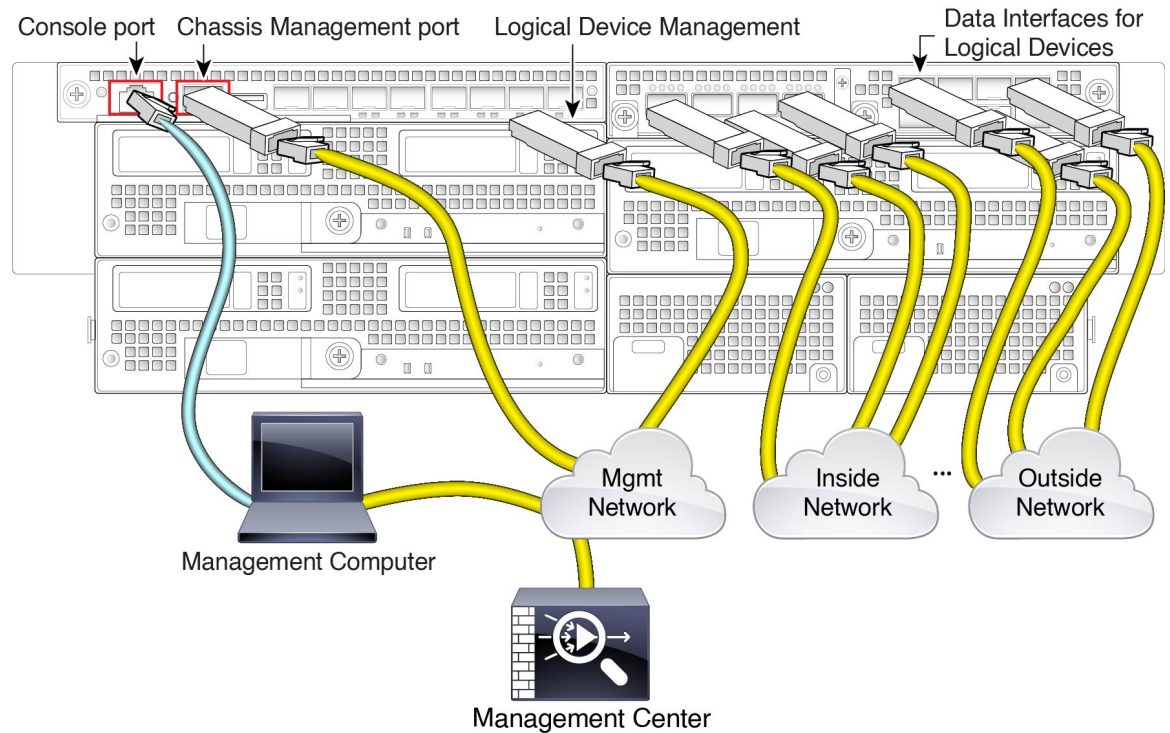 Console port
Chassis Management port
Logical Device Management
Data Interfaces for
Logical Devices
Mgmt
Network
Inside
Network
...
Outside
Network
Management Computer
Management Center